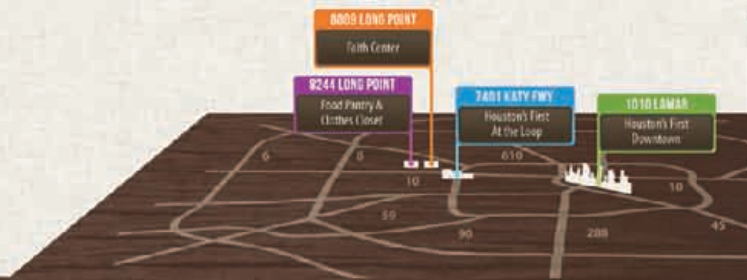 8009 LONG POINT
Faith Center
8244 LONG POINT
Food Pantry &
Clothes Closet
7401 KATY FWY
Houston's First
At the Loop
1010 LAMAR
Houston's First
Downtown
6
8
610
10
10
59
90
288
45